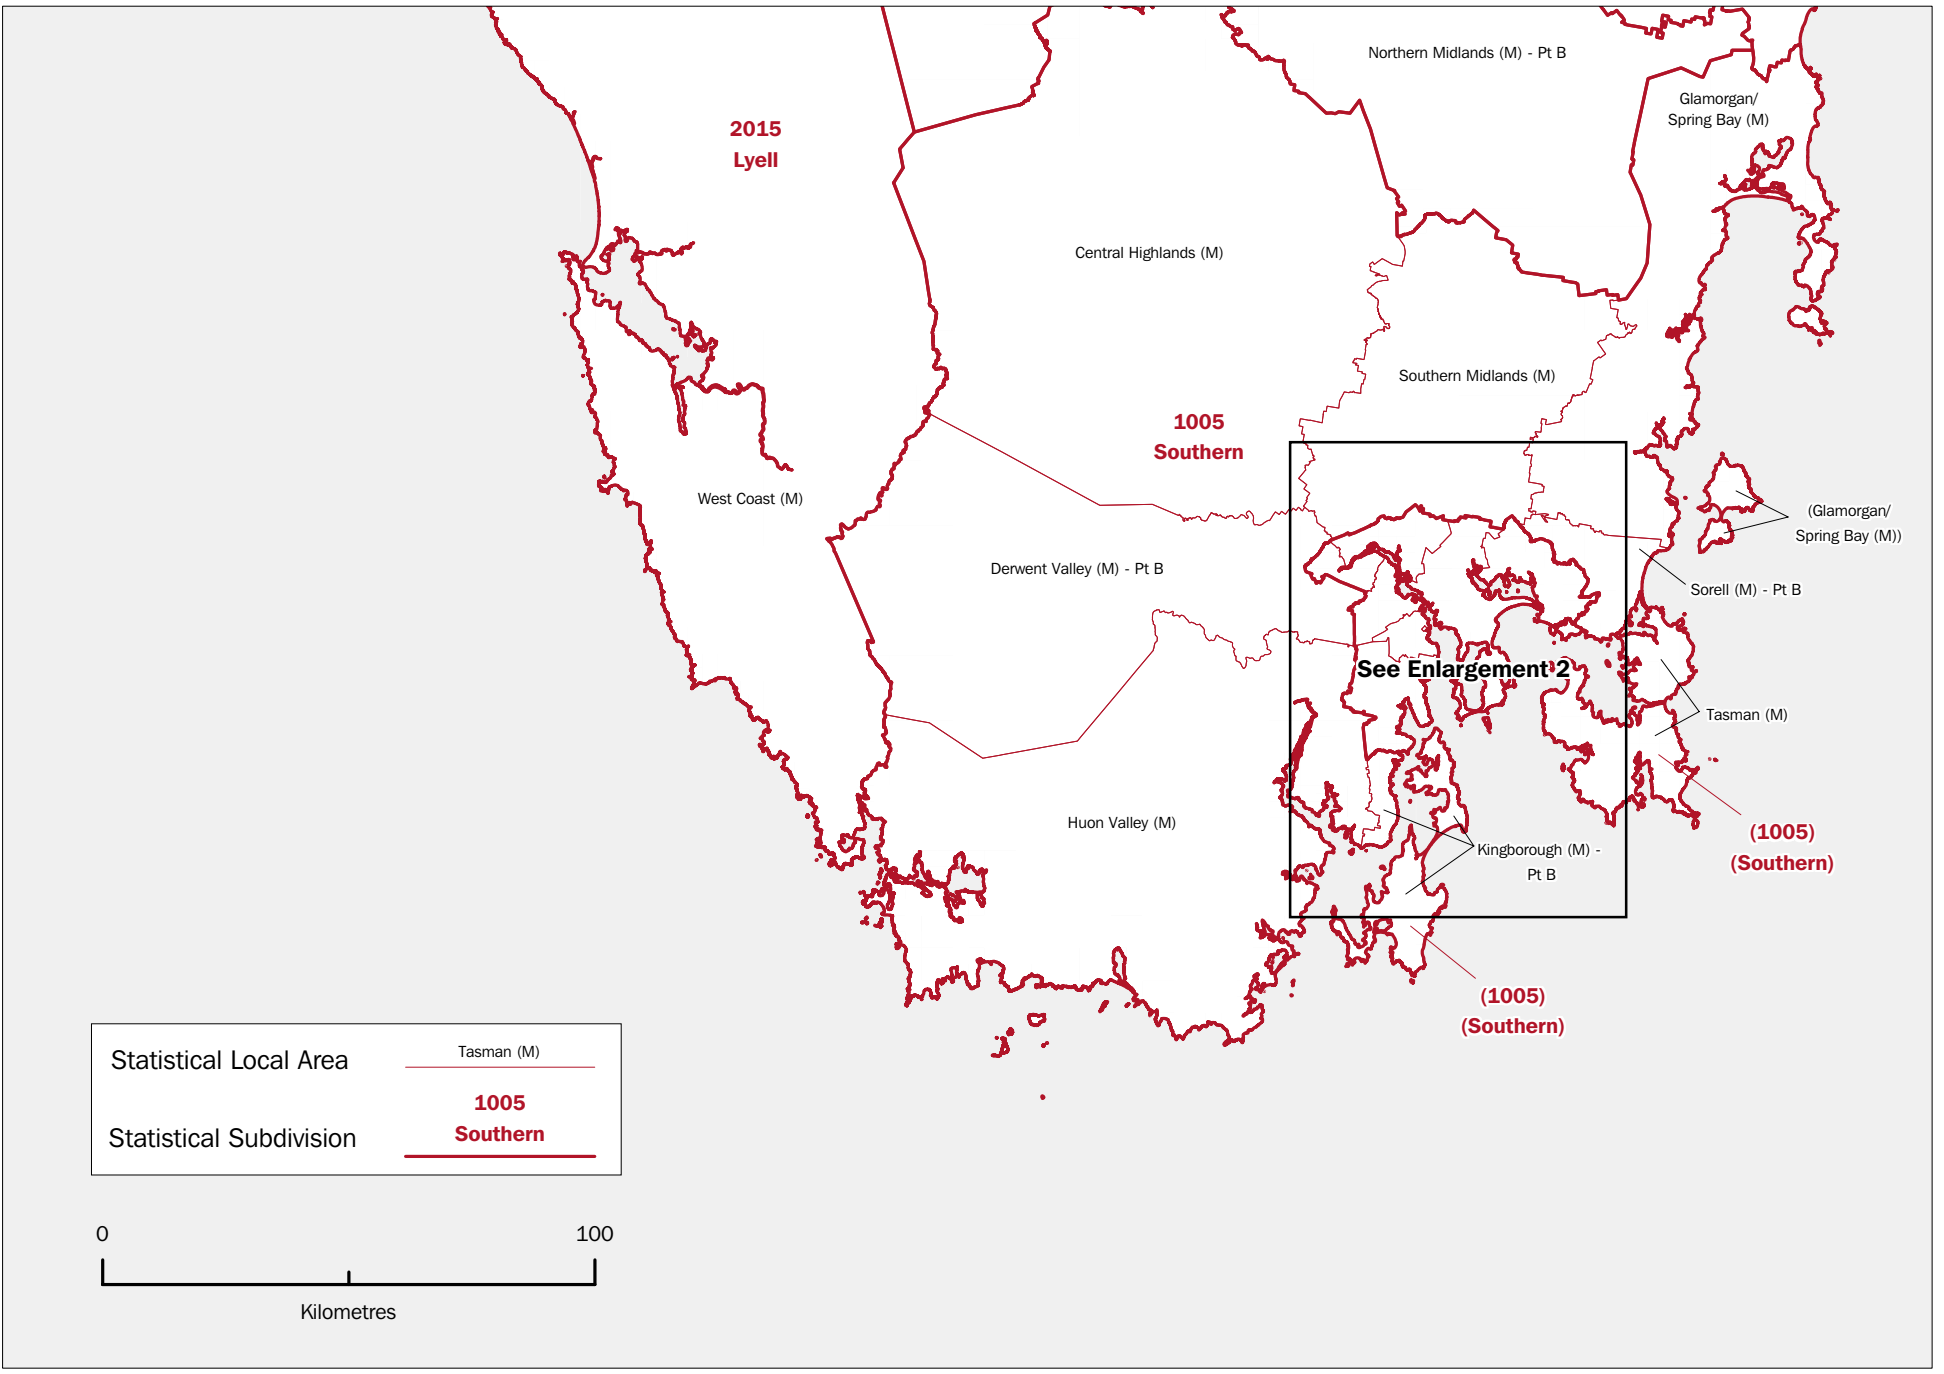 Northern Midlands (M) - Pt B
Glamorgan/
Spring Bay (M)
2015
Lyell
Central Highlands (M)
Southern Midlands (M)
1005
Southern
West Coast (M)
(Glamorgan/
Spring Bay (M))
Derwent Valley (M) - Pt B
Sorell (M) - Pt B
See Enlargement 2
Tasman (M)
Huon Valley (M)
(1005)
(Southern)
Kingborough (M) -
Pt B
(1005)
(Southern)
Statistical Local Area
Tasman (M)
1005
Southern
Statistical Subdivision
0 100
Kilometres